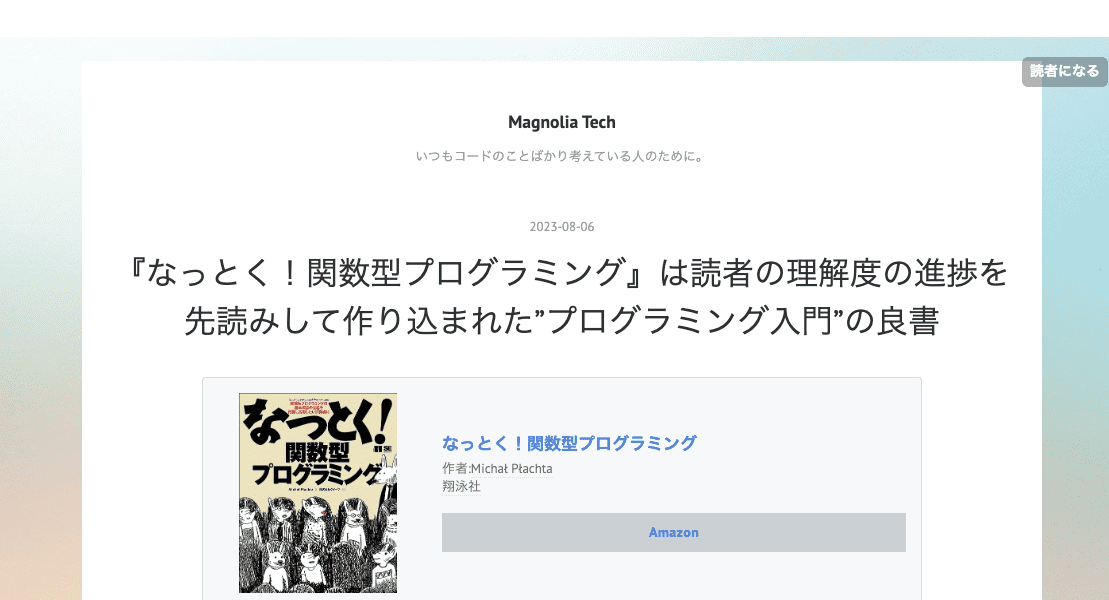 読者になる
Magnolia Tech
いつもコードのことばかり考えている人のために。
2023-08-06
『なっとく！関数型プログラミング』は読者の理解度の進捗を
先読みして作り込まれた”プログラミング入門”の良書
なっとく!
関数型
プログラミング
なっとく！関数型プログラミング
作者:Michał Płachta
翔泳社
Amazon